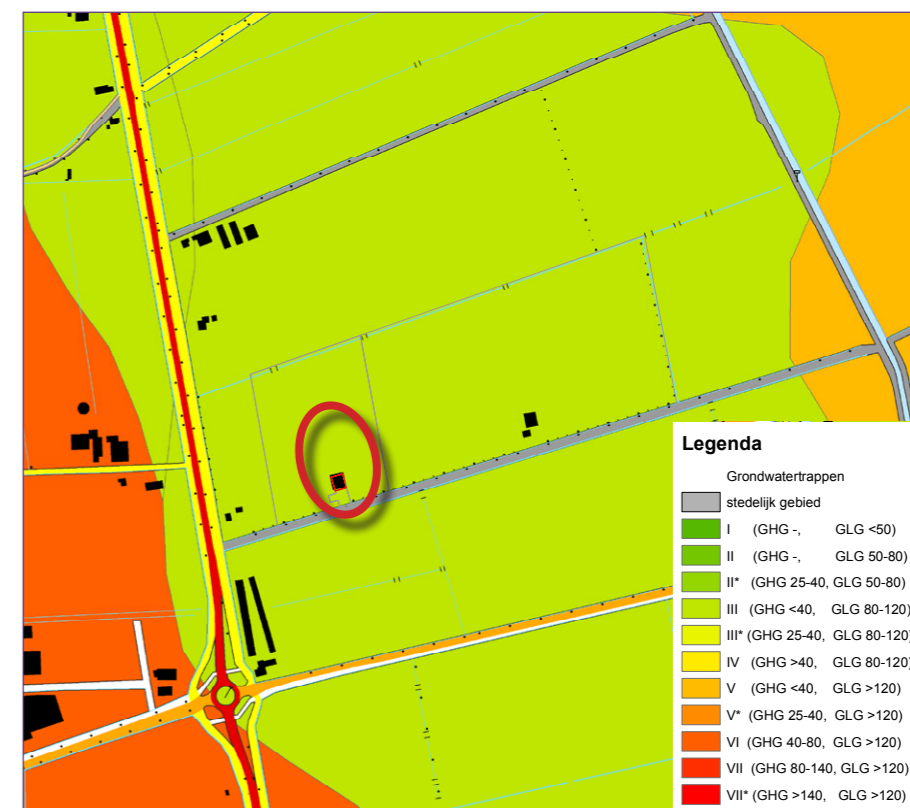 Legenda
Grondwatertrappen
stedelijk gebied
I (GHG -, GLG <50)
II (GHG -, GLG 50-80)
II* (GHG 25-40, GLG 50-80)
III (GHG <40, GLG 80-120)
III* (GHG 25-40, GLG 80-120)
IV (GHG >40, GLG 80-120)
V (GHG <40, GLG >120)
V* (GHG 25-40, GLG >120)
VI (GHG 40-80, GLG >120)
VII (GHG 80-140, GLG >120)
VII* (GHG >140, GLG >120)